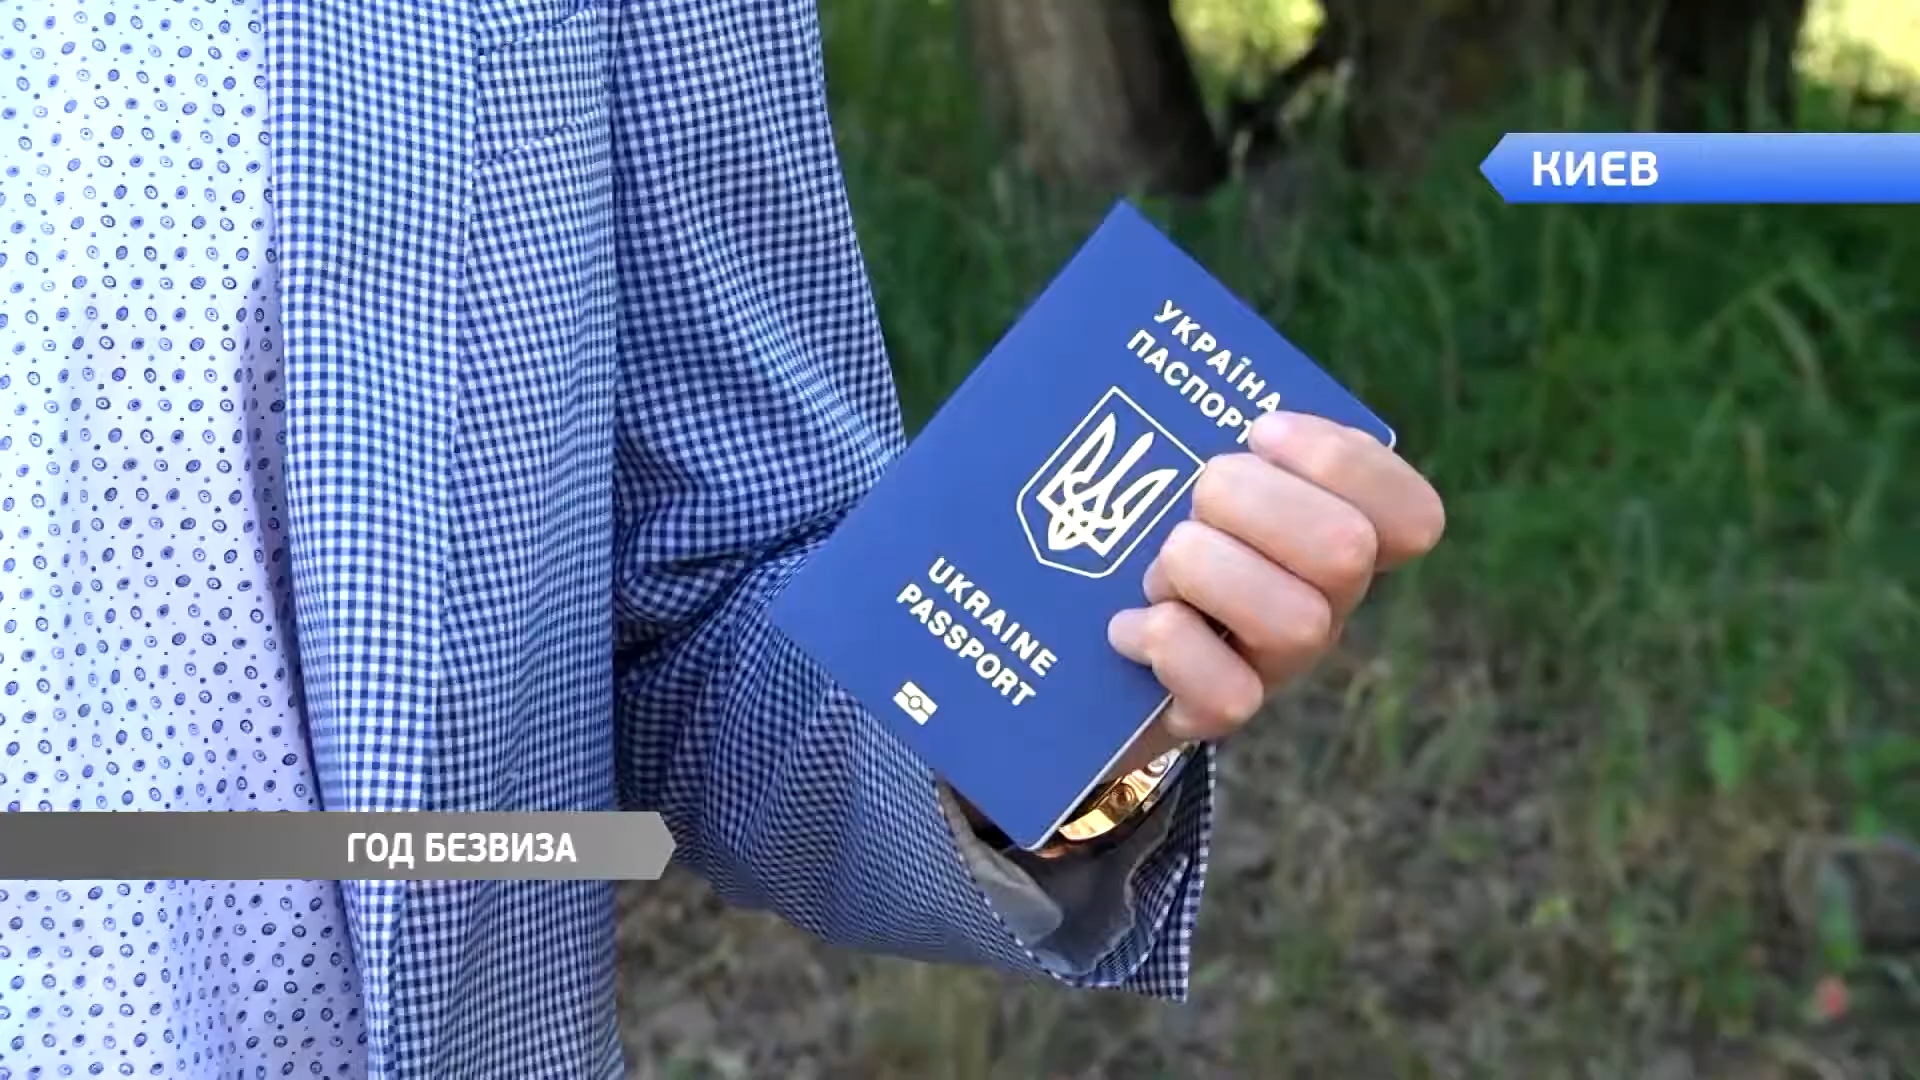 КИЕВ
УКРАЇНА
ПАСПОРТ
UKRAINE
PASSPORT
ГОД БЕЗВИЗА